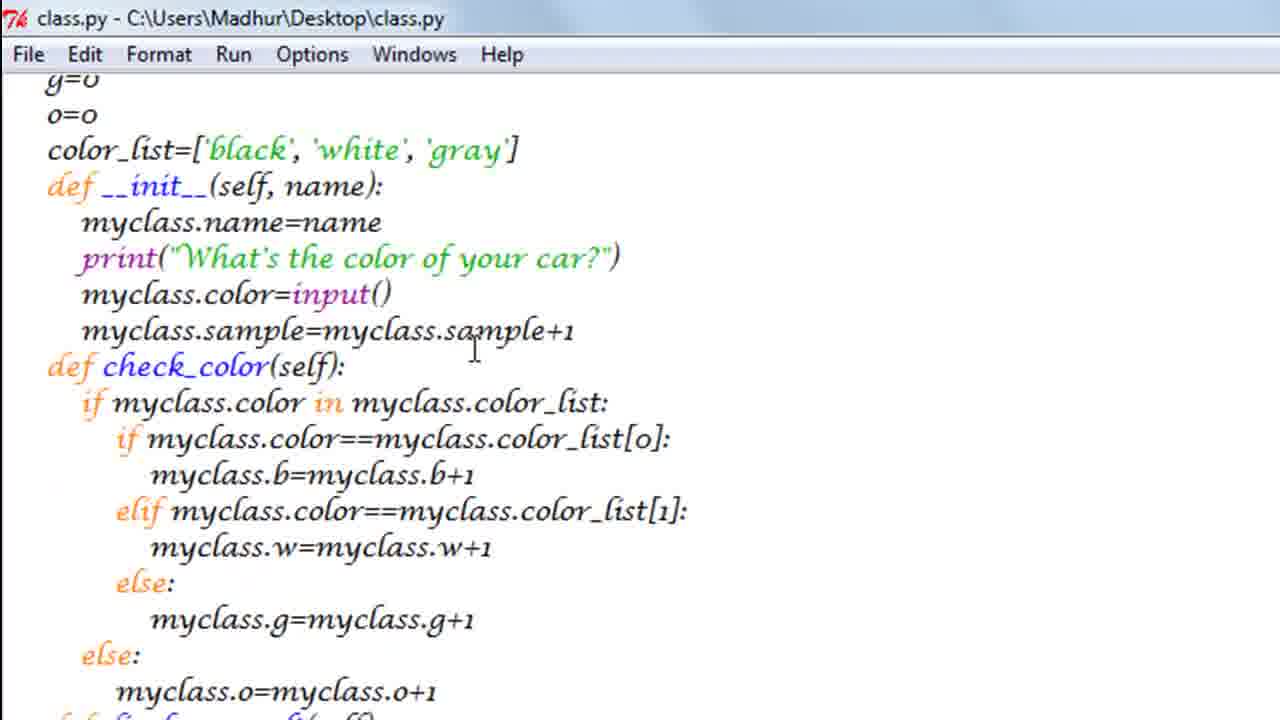 class.py - C:\Users\Madhur\Desktop\class.py
File Edit Format Run Options Windows Help
g=0
o=0
color_list=['black', 'white', 'gray']
def __init__(self, name):
myclass.name=name
print("What's the color of your car?")
myclass.color=input()
myclass.sample=myclass.sample+1
def check_color(self):
if myclass.color in myclass.color_list:
if myclass.color==myclass.color_list[0]:
myclass.b=myclass.b+1
elif myclass.color==myclass.color_list[1]:
myclass.w=myclass.w+1
else:
myclass.g=myclass.g+1
else:
myclass.o=myclass.o+1